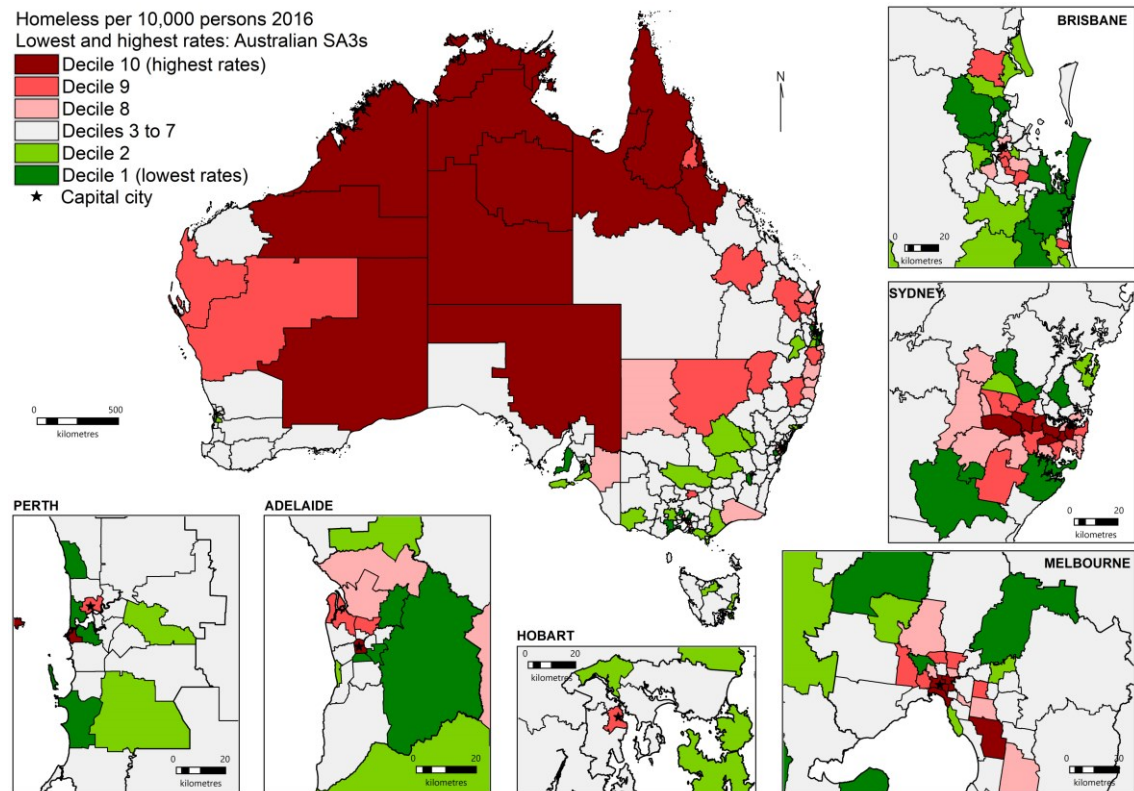 Homeless per 10,000 persons 2016
Lowest and highest rates: Australian SA3s
Decile 10 (highest rates)
Decile 9
Decile 8
Deciles 3 to 7
Decile 2
Decile 1 (lowest rates)
★ Capital city
N
0 500
kilometres
BRISBANE
0 20
kilometres
SYDNEY
0 20
kilometres
PERTH
0 20
kilometres
ADELAIDE
0 20
kilometres
HOBART
0 20
kilometres
MELBOURNE
0 20
kilometres